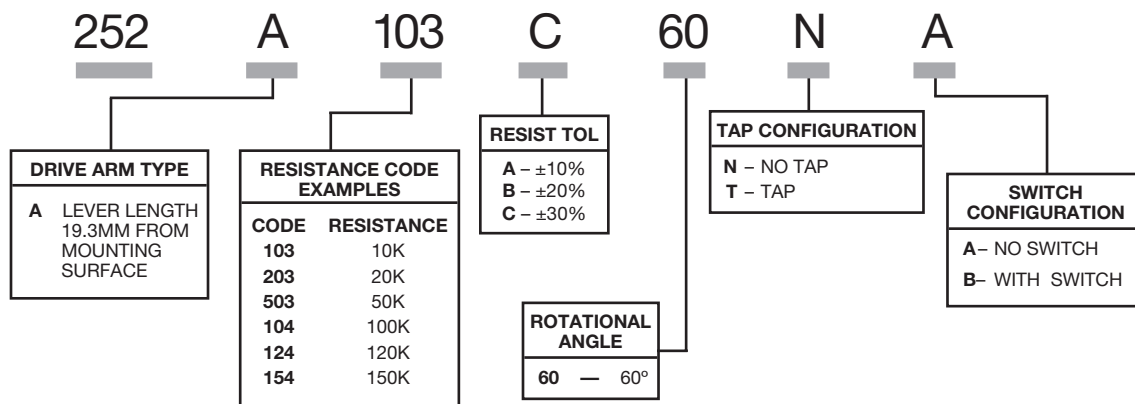 252 A 103 C 60 N A
DRIVE ARM TYPE
A LEVER LENGTH
19.3MM FROM
MOUNTING
SURFACE
RESISTANCE CODE
EXAMPLES
CODE RESISTANCE
103 10K
203 20K
503 50K
104 100K
124 120K
154 150K
RESIST TOL
A – ±10%
B – ±20%
C – ±30%
ROTATIONAL
ANGLE
60 — 60º
TAP CONFIGURATION
N – NO TAP
T – TAP
SWITCH
CONFIGURATION
A– NO SWITCH
B– WITH SWITCH